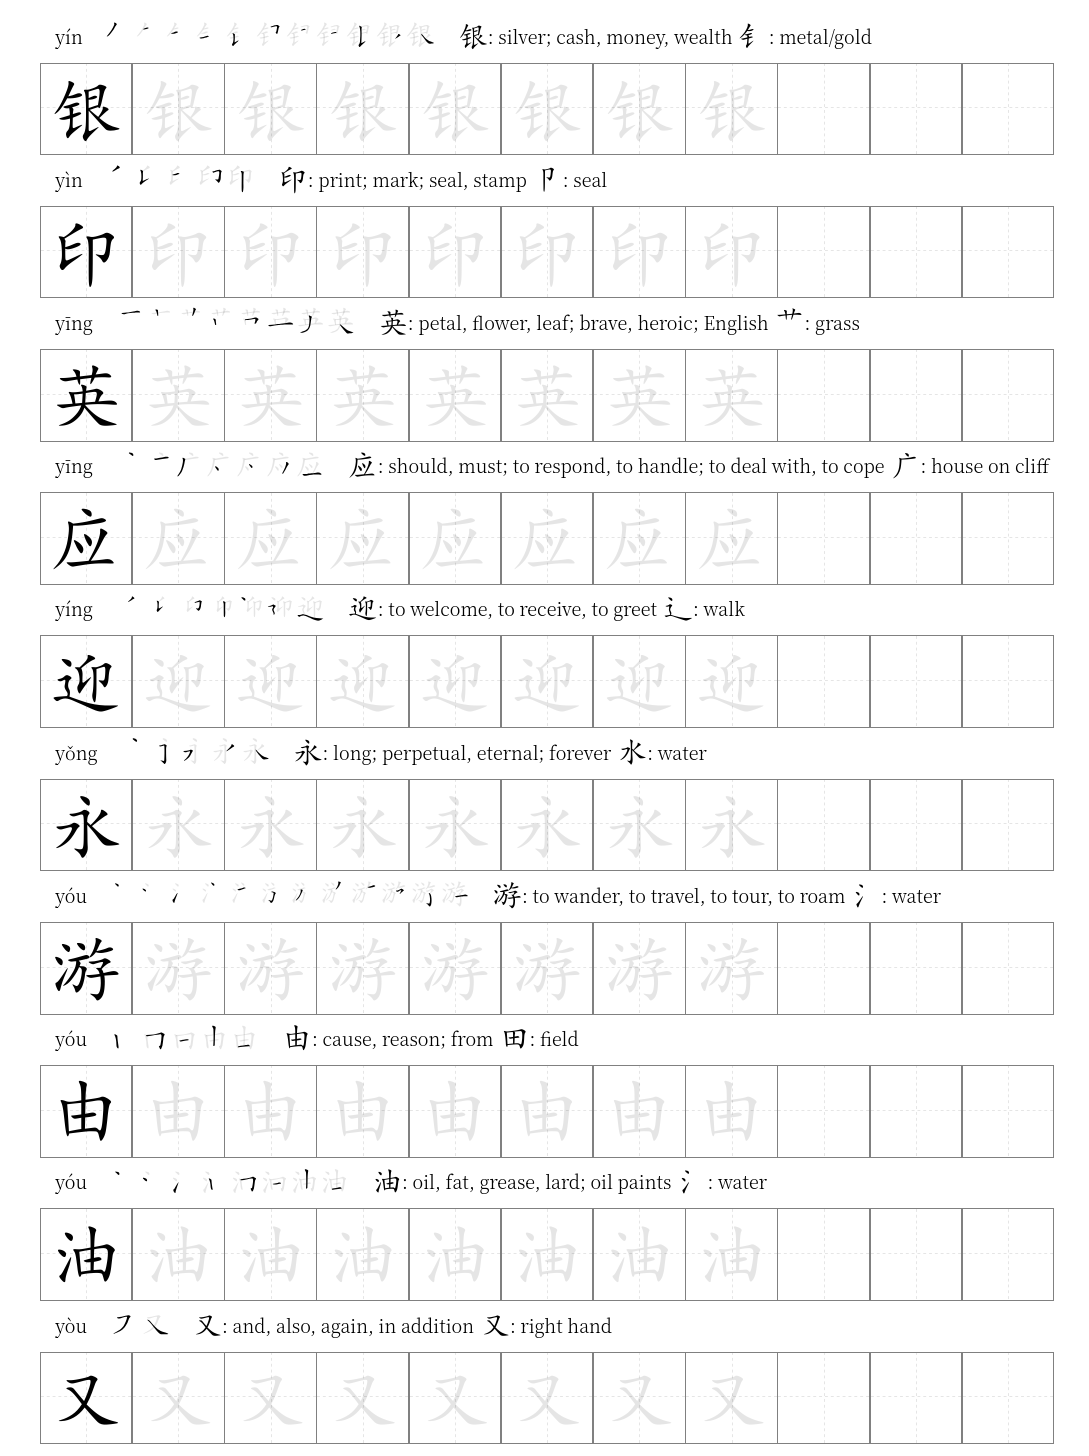 yín 银: silver; cash, money, wealth 钅: metal/gold
银 银 银 银 银 银 银 银
yìn 印: print; mark; seal, stamp 卩: seal
印 印 印 印 印 印 印 印
yīng 英: petal, flower, leaf; brave, heroic; English 艹: grass
英 英 英 英 英 英 英 英
yīng 应: should, must; to respond, to handle; to deal with, to cope 广: house on cliff
应 应 应 应 应 应 应 应
yíng 迎: to welcome, to receive, to greet 辶: walk
迎 迎 迎 迎 迎 迎 迎 迎
yǒng 永: long; perpetual, eternal; forever 水: water
永 永 永 永 永 永 永 永
yóu 游: to wander, to travel, to tour, to roam 氵: water
游 游 游 游 游 游 游 游
yóu 由: cause, reason; from 田: field
由 由 由 由 由 由 由 由
yóu 油: oil, fat, grease, lard; oil paints 氵: water
油 油 油 油 油 油 油 油
yòu 又: and, also, again, in addition 又: right hand
又 又 又 又 又 又 又 又